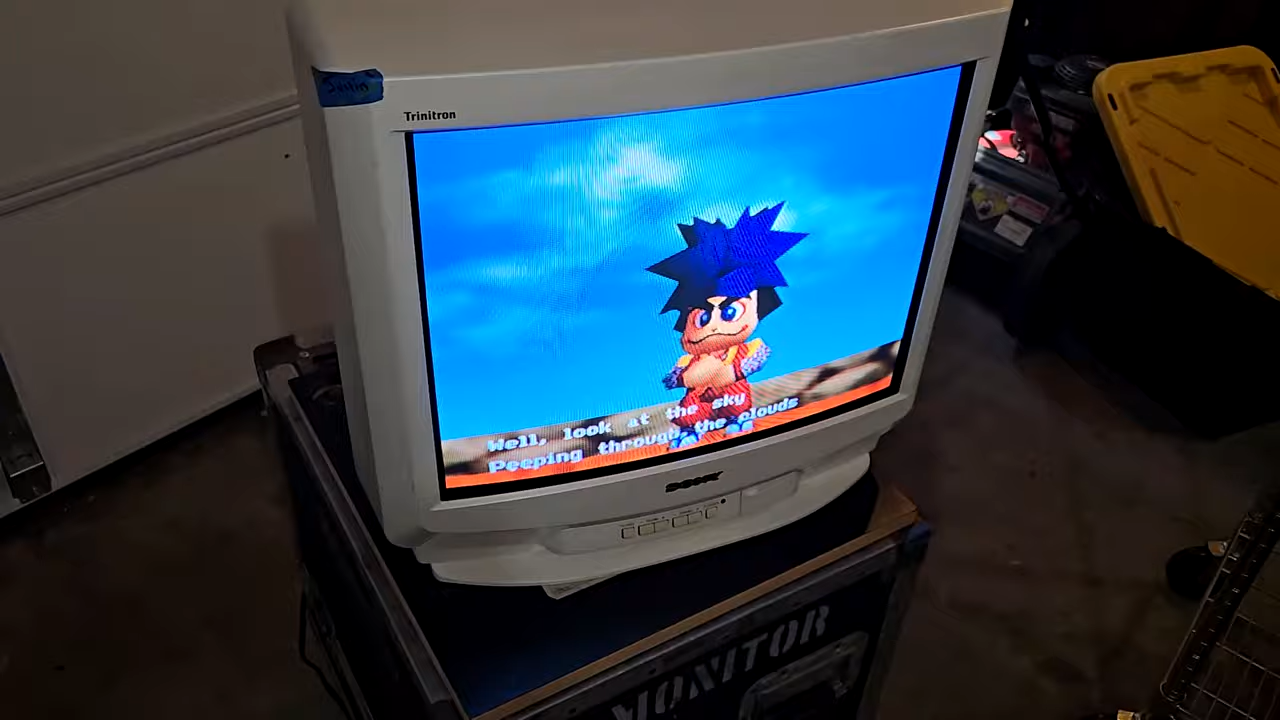 Trinitron
Well, look at the sky
Peeping through the clouds
SONY
MONITOR